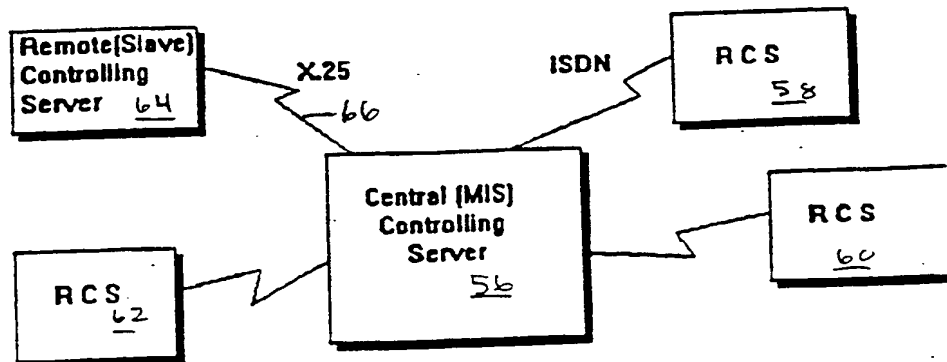 Remote(Slave)
Controlling
Server 64
X.25
66
ISDN
RCS
58
Central (MIS)
Controlling
Server
56
RCS
60
RCS
62